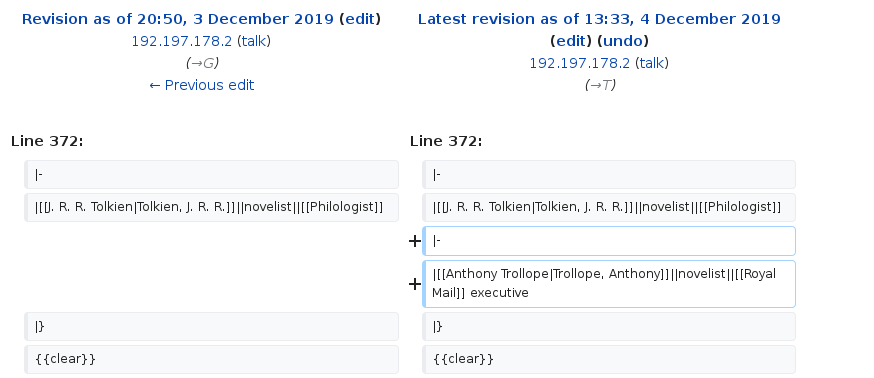 Revision as of 20:50, 3 December 2019 (edit)
192.197.178.2 (talk)
(→G)
← Previous edit
Latest revision as of 13:33, 4 December 2019
(edit) (undo)
192.197.178.2 (talk)
(→T)
Line 372:
Line 372:
|-
|-
|[[J. R. R. Tolkien|Tolkien, J. R. R.]]||novelist||[[Philologist]]
|[[J. R. R. Tolkien|Tolkien, J. R. R.]]||novelist||[[Philologist]]
+ |-
+ |[[Anthony Trollope|Trollope, Anthony]]||novelist||[[Royal
Mail]] executive
|}
|}
{{clear}}
{{clear}}